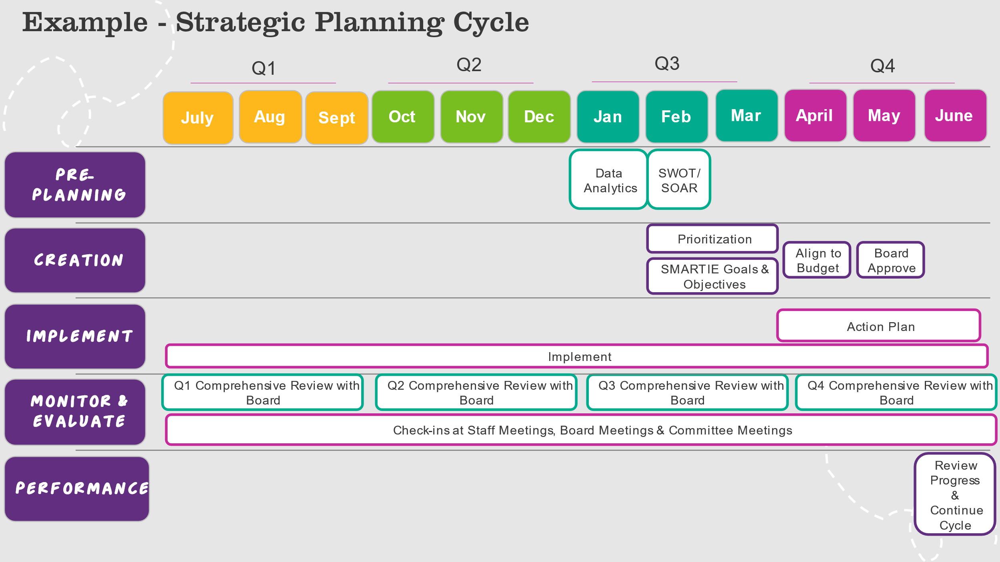 Example - Strategic Planning Cycle
Q1
Q2
Q3
Q4
July
Aug
Sept
Oct
Nov
Dec
Jan
Feb
Mar
April
May
June
PRE-
PLANNING
Data
Analytics
SWOT/
SOAR
CREATION
Prioritization
SMARTIE Goals &
Objectives
Align to
Budget
Board
Approve
IMPLEMENT
Action Plan
Implement
MONITOR &
EVALUATE
Q1 Comprehensive Review with
Board
Q2 Comprehensive Review with
Board
Q3 Comprehensive Review with
Board
Q4 Comprehensive Review with
Board
Check-ins at Staff Meetings, Board Meetings & Committee Meetings
PERFORMANCE
Review
Progress
&
Continue
Cycle